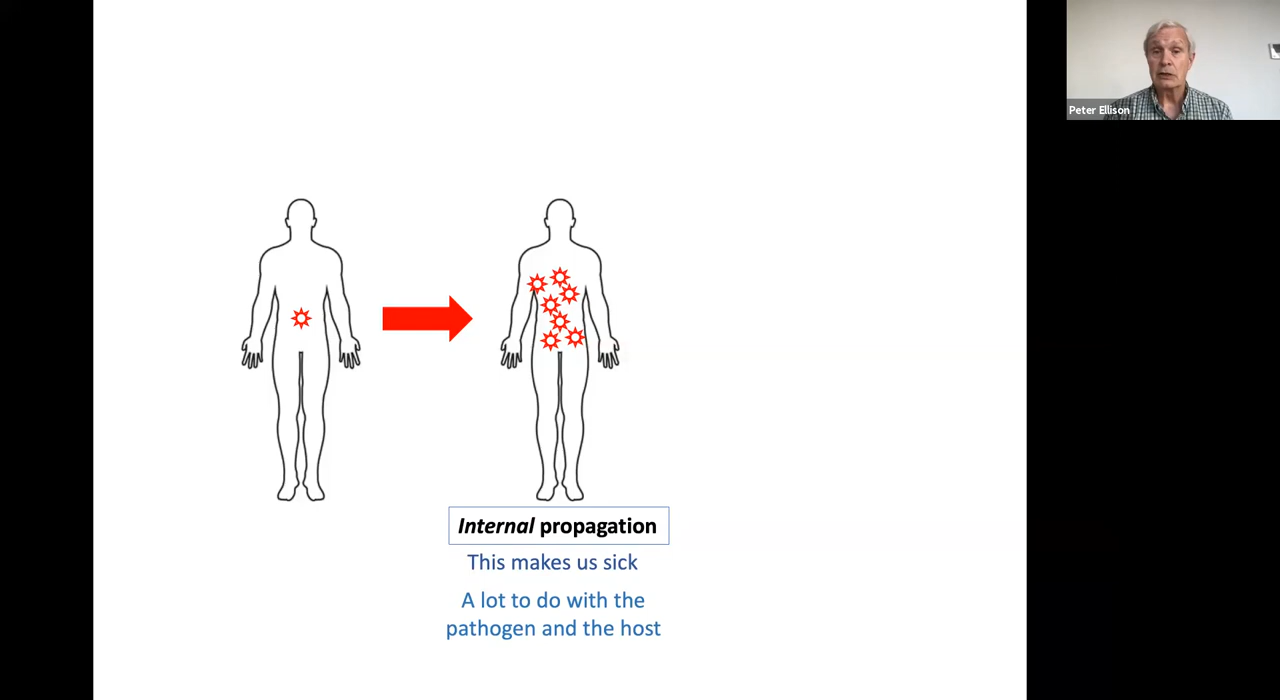 Peter Ellison
Internal propagation
This makes us sick
A lot to do with the
pathogen and the host